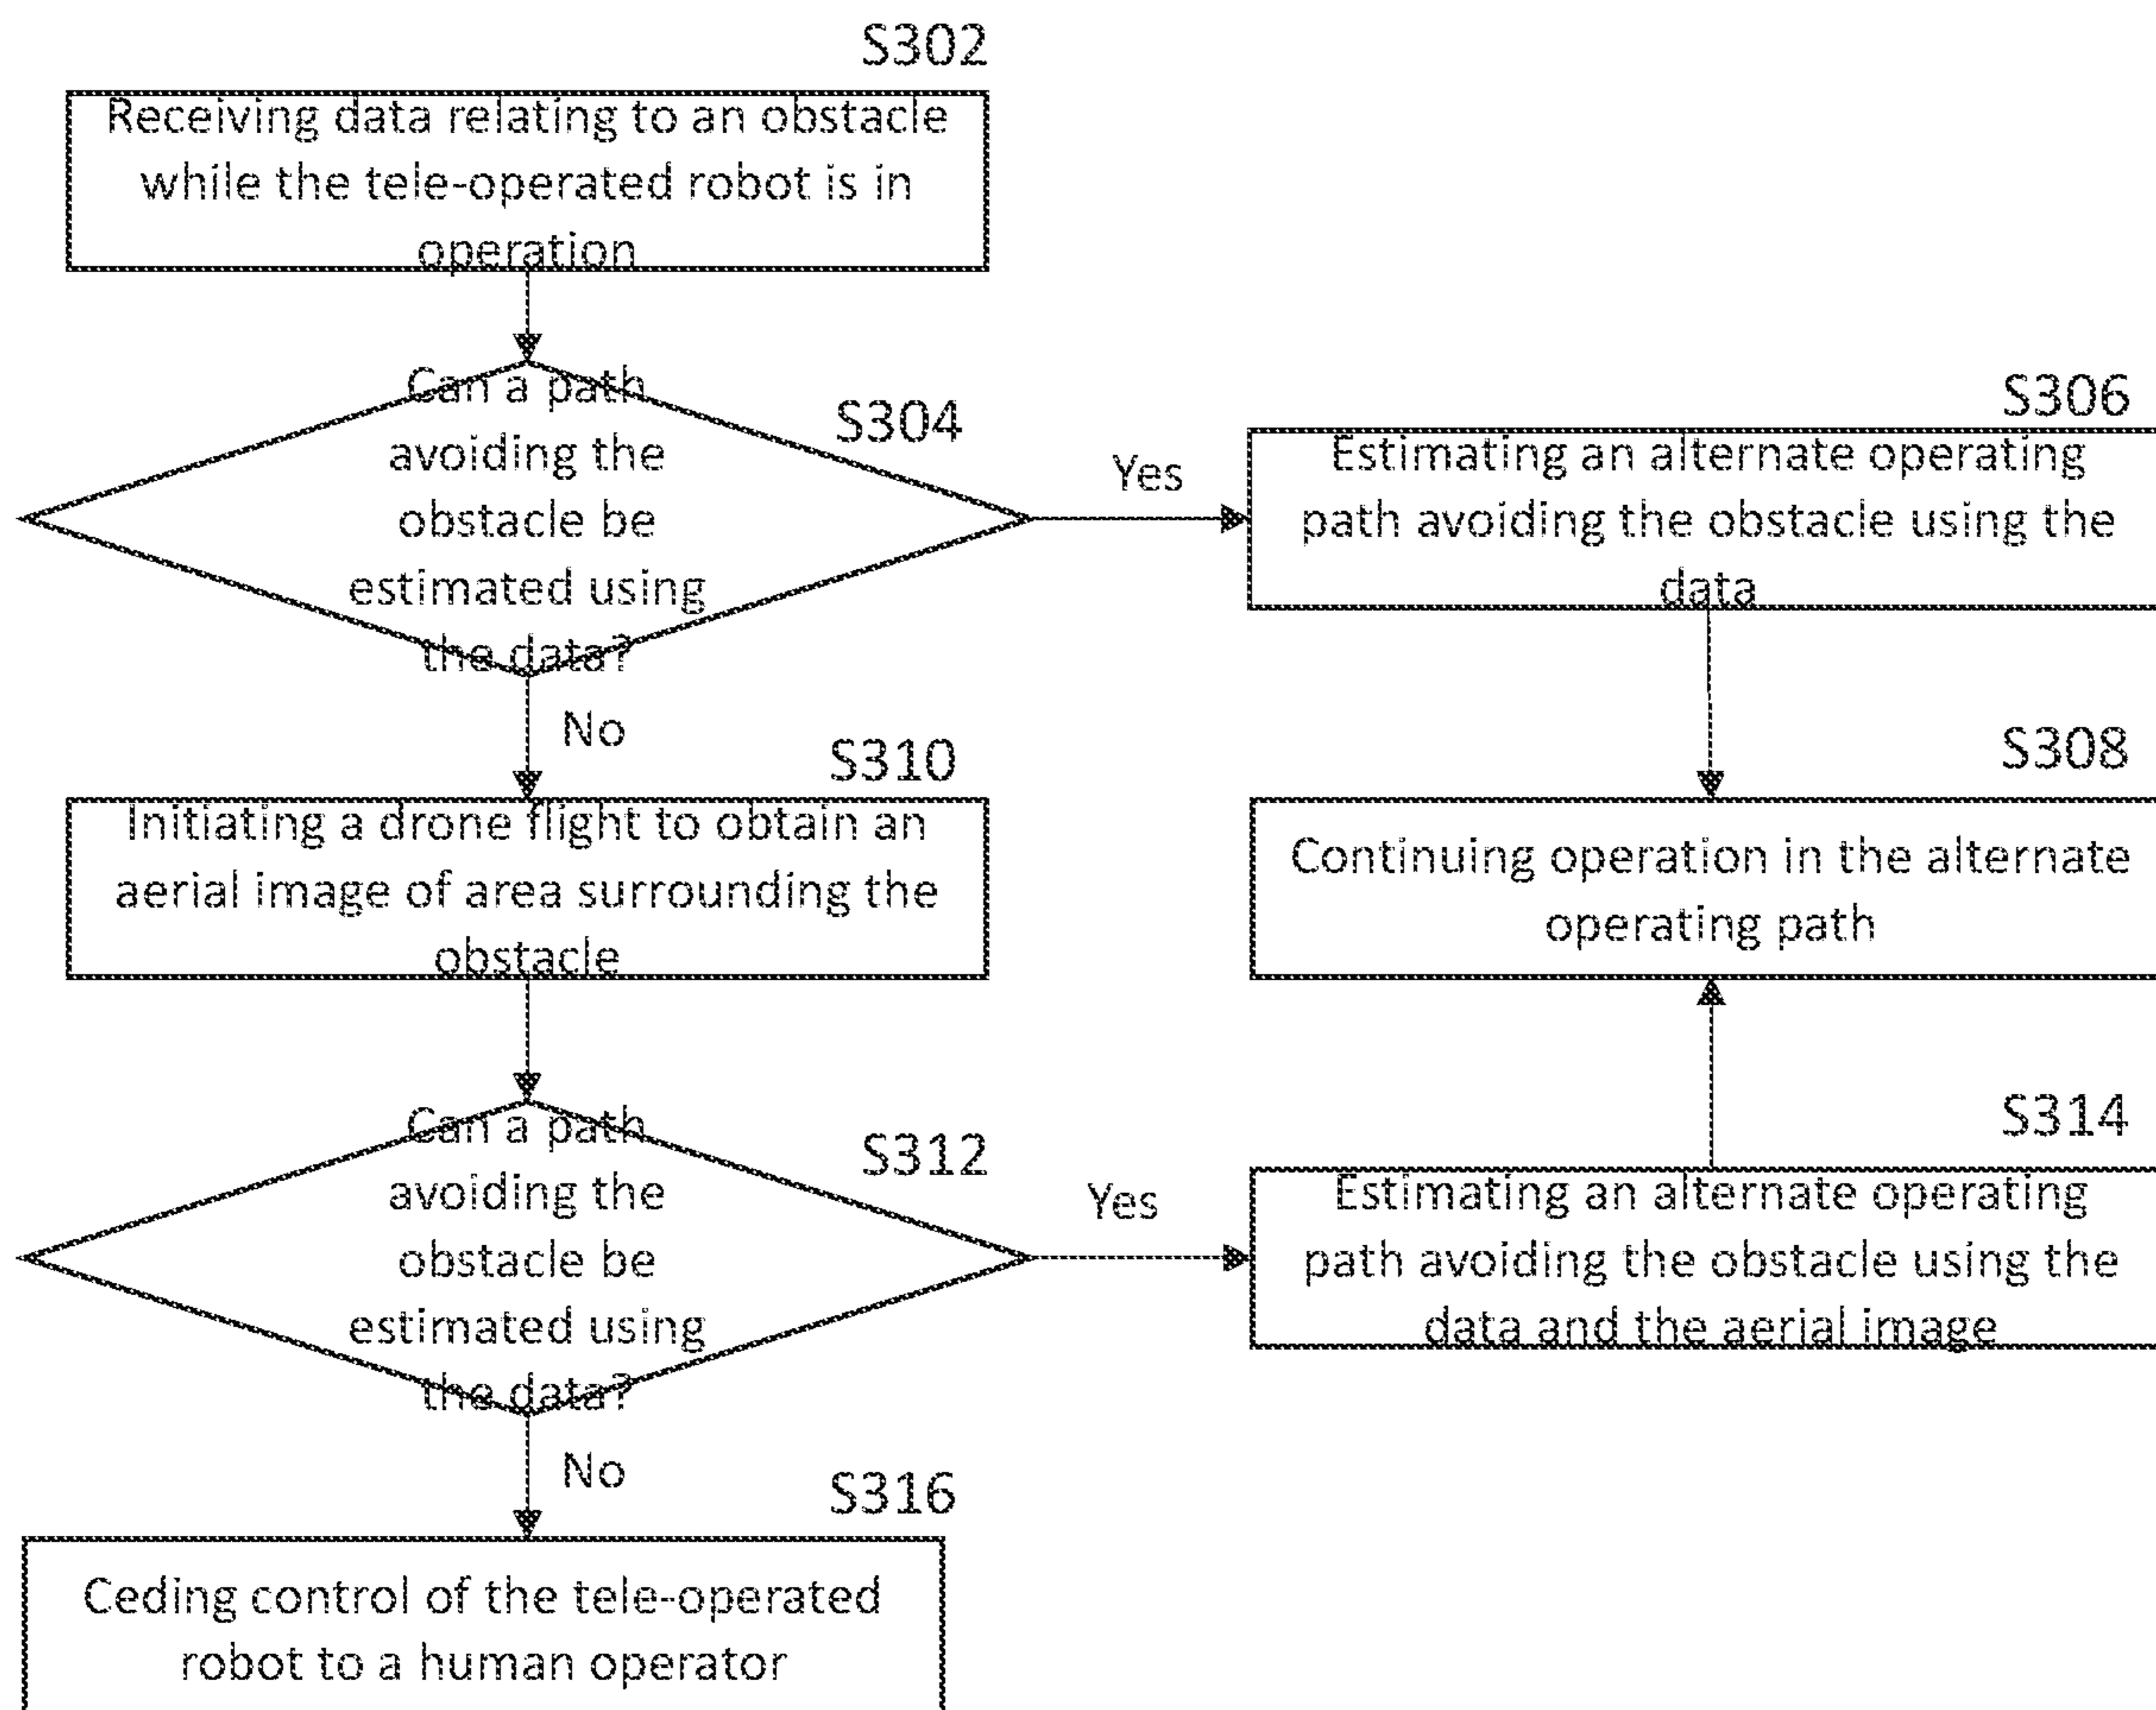 S302
Receiving data relating to an obstacle
while the tele-operated robot is in
operation
Can a path
avoiding the
obstacle be
estimated using
the data?
S304
Yes
S306
Estimating an alternate operating
path avoiding the obstacle using the
data
No
S308
Continuing operation in the alternate
operating path
S310
Initiating a drone flight to obtain an
aerial image of area surrounding the
obstacle
Can a path
avoiding the
obstacle be
estimated using
the data?
S312
Yes
S314
Estimating an alternate operating
path avoiding the obstacle using the
data and the aerial image
No
S316
Ceding control of the tele-operated
robot to a human operator